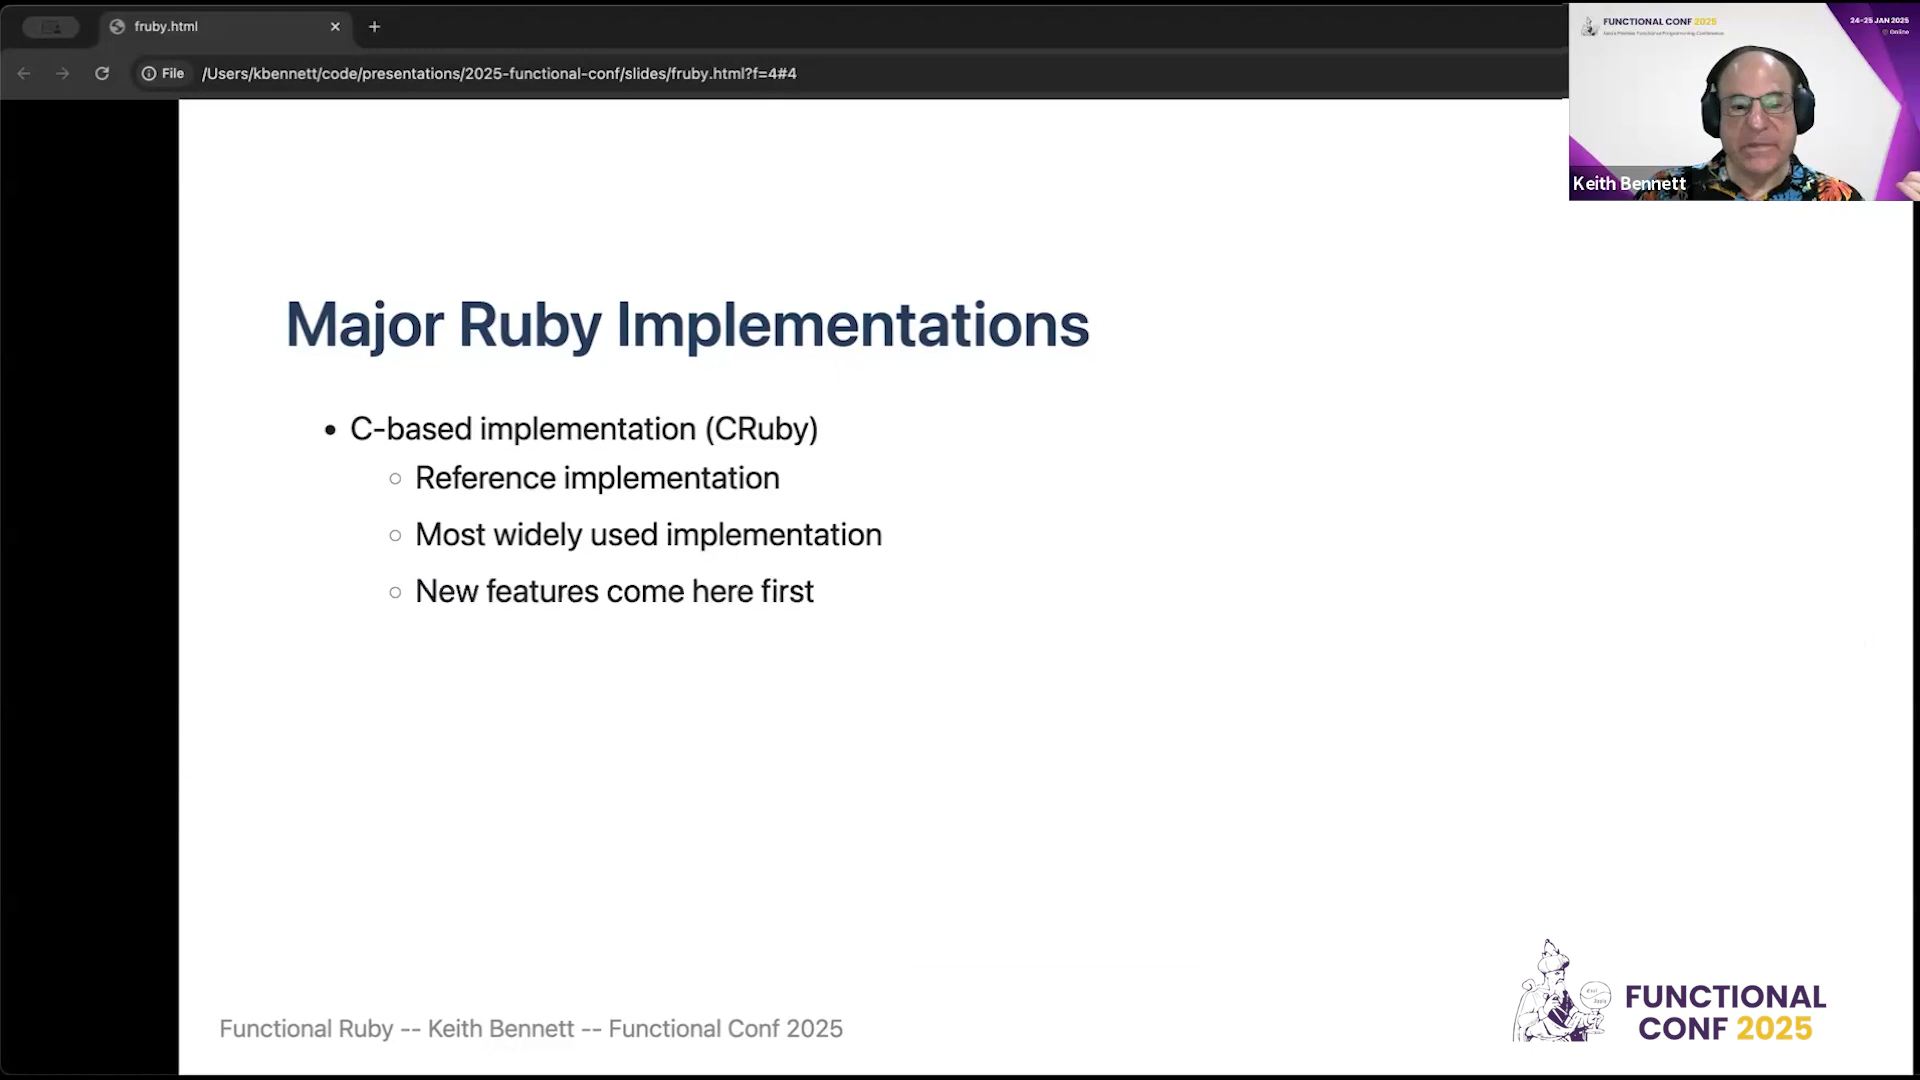 fruby.html
File
/Users/kbennett/code/presentations/2025-functional-conf/slides/fruby.html?f=4#4
FUNCTIONAL CONF 2025
24-25 JAN 2025
Online
Keith Bennett
Major Ruby Implementations
• C-based implementation (CRuby)
○ Reference implementation
○ Most widely used implementation
○ New features come here first
Functional Ruby -- Keith Bennett -- Functional Conf 2025
FUNCTIONAL
CONF 2025